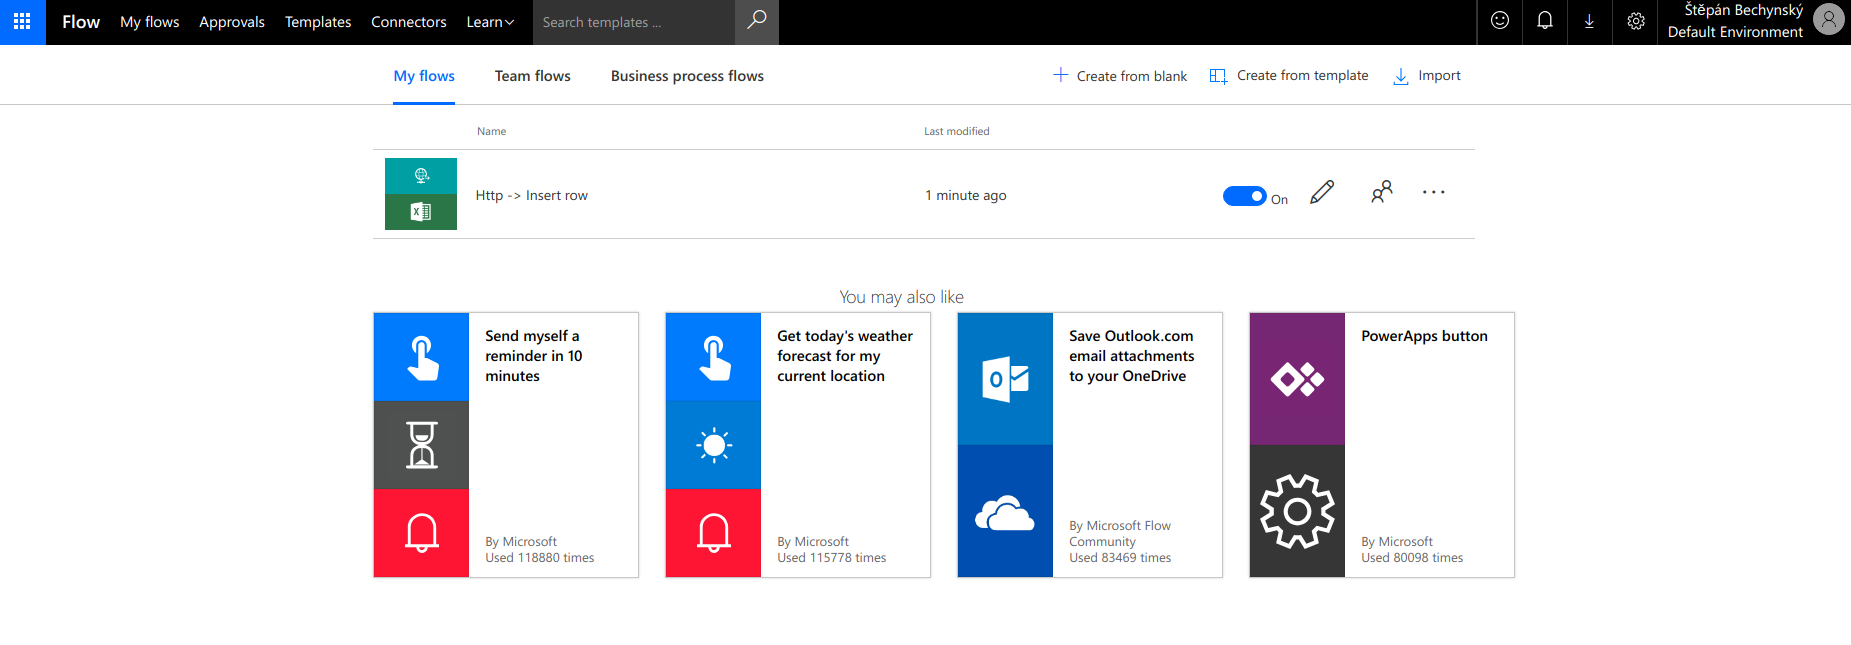 Flow My flows Approvals Templates Connectors Learn Search templates ... Štěpán Bechynský
Default Environment
My flows Team flows Business process flows Create from blank Create from template Import
Name Last modified
Http -> Insert row 1 minute ago On
You may also like
Send myself a
reminder in 10
minutes
By Microsoft
Used 118880 times
Get today's weather
forecast for my
current location
By Microsoft
Used 115778 times
Save Outlook.com
email attachments
to your OneDrive
By Microsoft Flow
Community
Used 83469 times
PowerApps button
By Microsoft
Used 80098 times